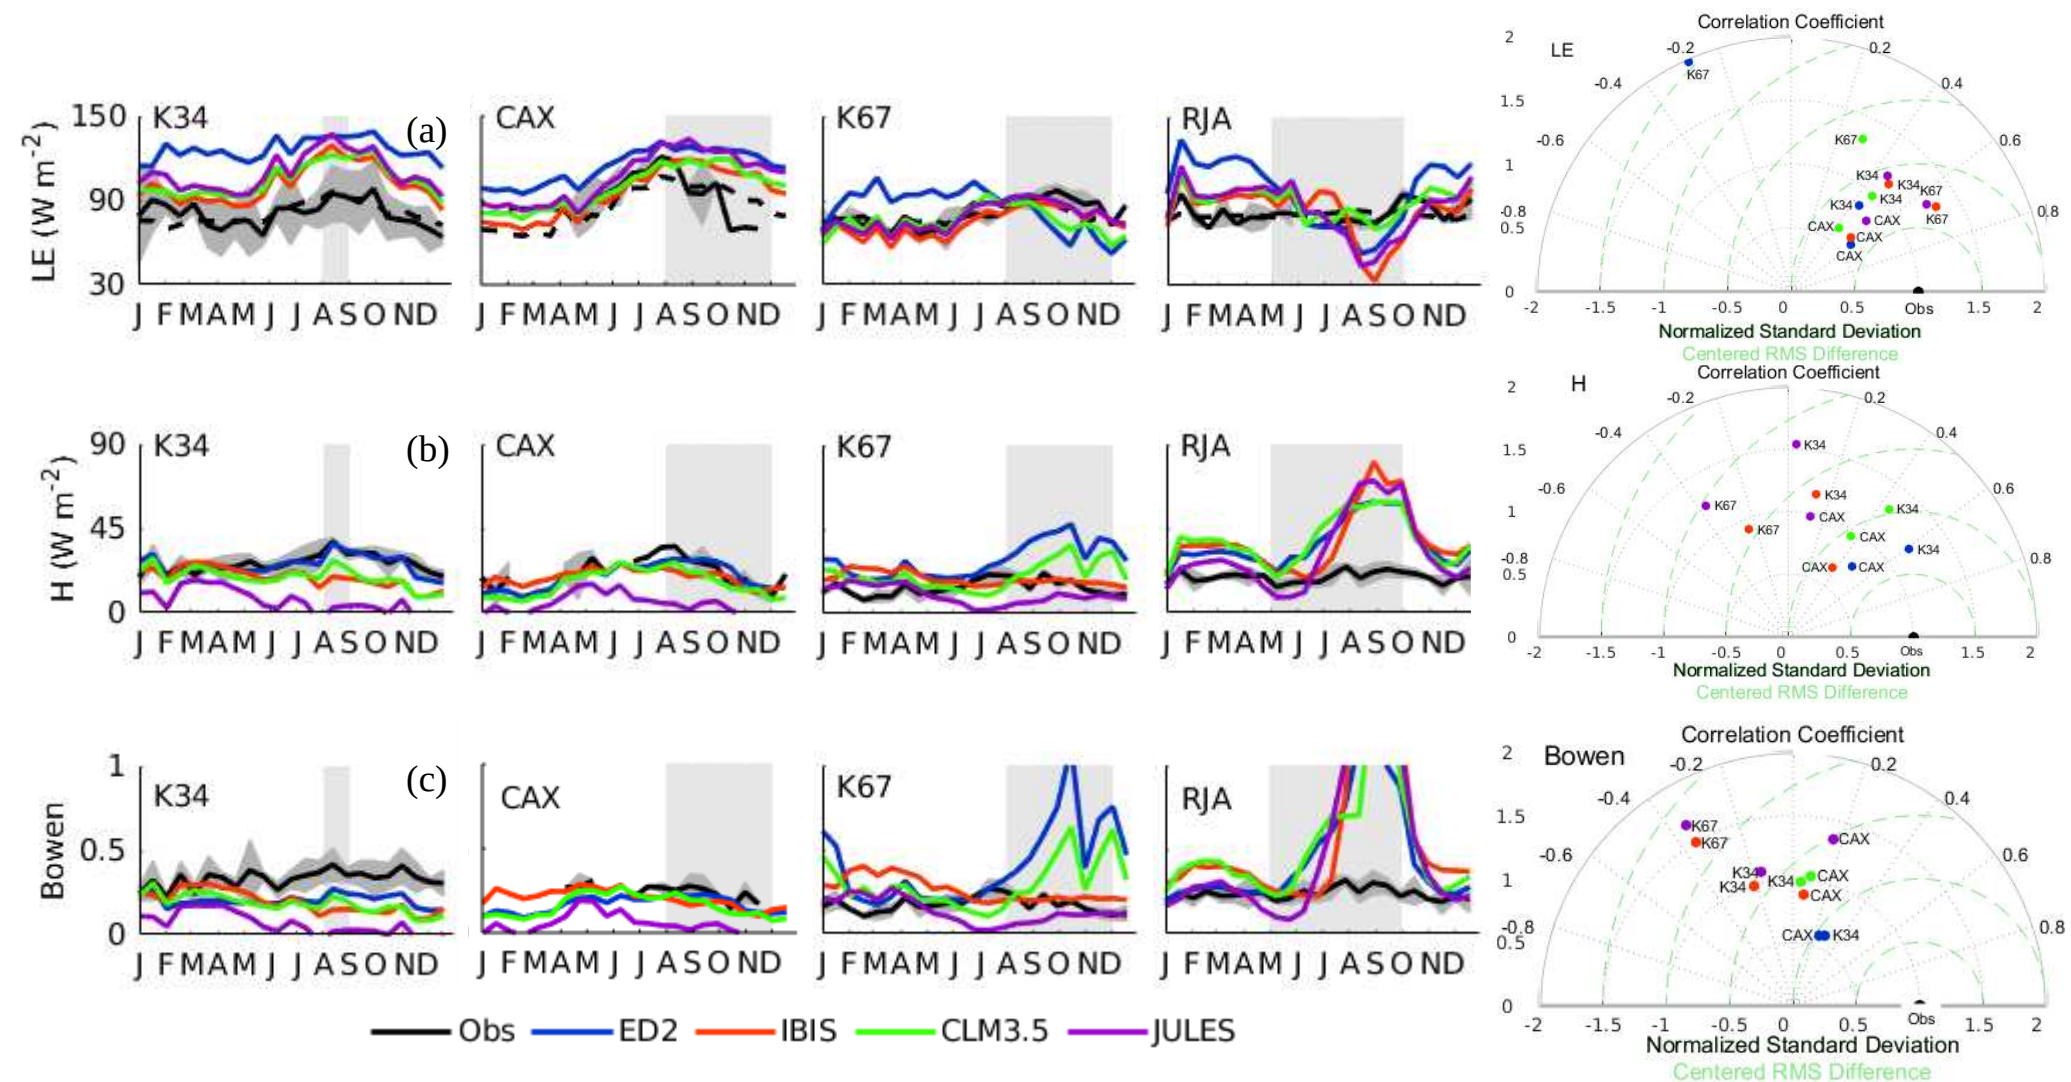 K34
(a)
CAX
K67
RJA
LE (W m-2)
150
90
30
J F M A M J J A S O N D
J F M A M J J A S O N D
J F M A M J J A S O N D
J F M A M J J A S O N D
Correlation Coefficient
LE
2
1.5
1
0.5
0
-0.8
-0.6
-0.4
-0.2
0.2
0.4
0.6
0.8
K67
K67
K34
K34
K67
K34
K34
K67
CAX
CAX
CAX
CAX
Obs
-2 -1.5 -1 -0.5 0 0.5 1.5 2
Normalized Standard Deviation
Centered RMS Difference
K34
(b)
CAX
K67
RJA
H (W m-2)
90
45
0
J F M A M J J A S O N D
J F M A M J J A S O N D
J F M A M J J A S O N D
J F M A M J J A S O N D
Correlation Coefficient
H
2
1.5
1
0.5
0
-0.8
-0.6
-0.4
-0.2
0.2
0.4
0.6
0.8
K34
K67
K34
CAX
K34
K67
CAX
K34
CAX
CAX
Obs
-2 -1.5 -1 -0.5 0 0.5 1.5 2
Normalized Standard Deviation
Centered RMS Difference
K34
(c)
CAX
K67
RJA
Bowen
1
0.5
0
J F M A M J J A S O N D
J F M A M J J A S O N D
J F M A M J J A S O N D
J F M A M J J A S O N D
Correlation Coefficient
Bowen
2
1.5
1
0.5
0
-0.8
-0.6
-0.4
-0.2
0.2
0.4
0.6
0.8
K67
K67
CAX
K34
K34
K34
CAX
CAX
CAX
K34
Obs
-2 -1.5 -1 -0.5 0 0.5 1.5 2
Normalized Standard Deviation
Centered RMS Difference
Obs ED2 IBIS CLM3.5 JULES